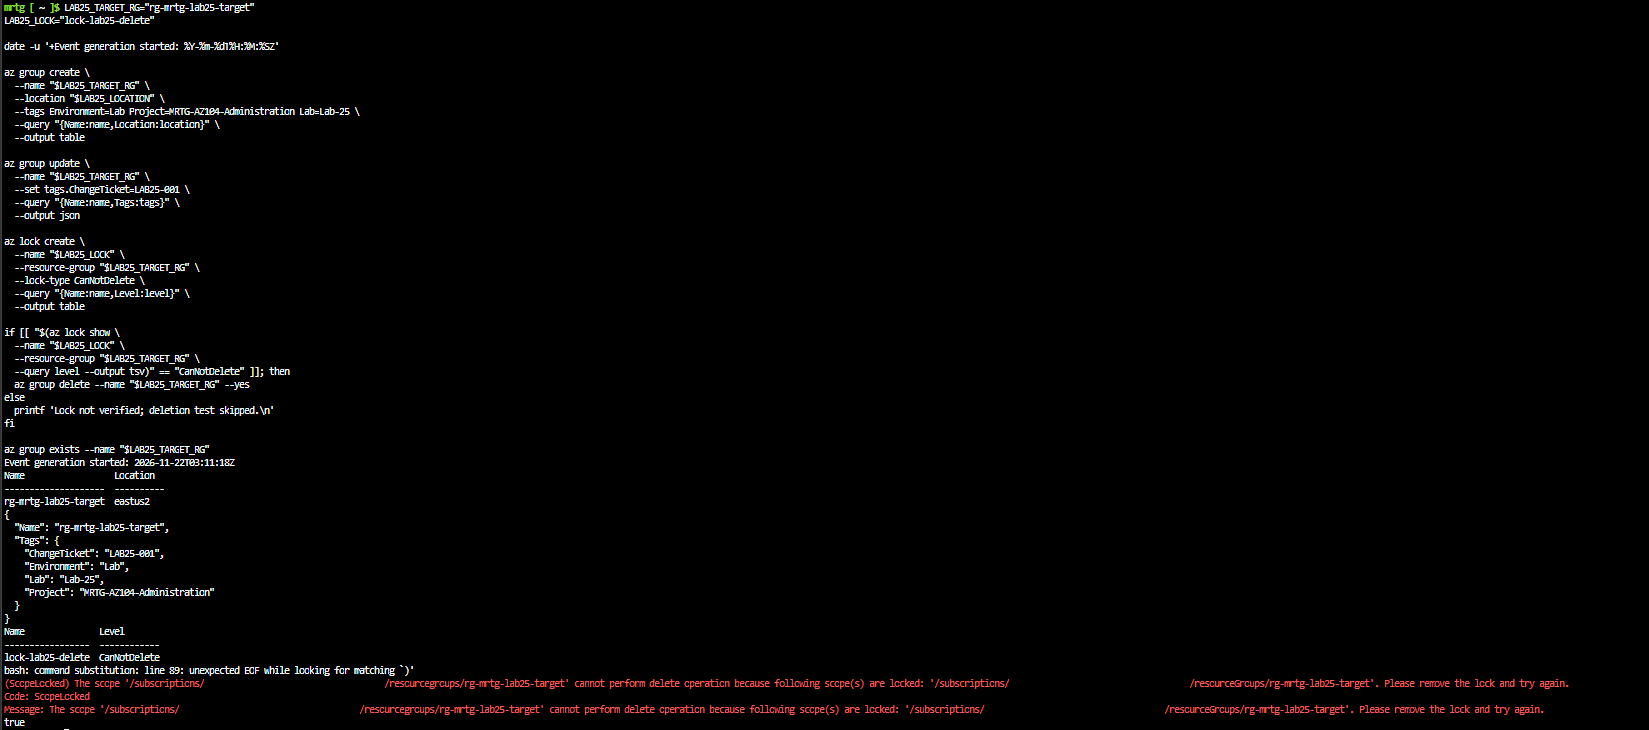 mrtg [ ~ ]$ LAB25_TARGET_RG="rg-mrtg-lab25-target"
LAB25_LOCK="lock-lab25-delete"

date -u '+Event generation started: %Y-%m-%dT%H:%M:%SZ'

az group create \
  --name "$LAB25_TARGET_RG" \
  --location "$LAB25_LOCATION" \
  --tags Environment=Lab Project=MRTG-AZ104-Administration Lab=Lab-25 \
  --query "{Name:name,Location:location}" \
  --output table

az group update \
  --name "$LAB25_TARGET_RG" \
  --set tags.ChangeTicket=LAB25-001 \
  --query "{Name:name,Tags:tags}" \
  --output json

az lock create \
  --name "$LAB25_LOCK" \
  --resource-group "$LAB25_TARGET_RG" \
  --lock-type CanNotDelete \
  --query "{Name:name,Level:level}" \
  --output table

if [[ "$(az lock show \
  --name "$LAB25_LOCK" \
  --resource-group "$LAB25_TARGET_RG" \
  --query level --output tsv)" == "CanNotDelete" ]]; then
  az group delete --name "$LAB25_TARGET_RG" --yes
else
  printf 'Lock not verified; deletion test skipped.\n'
fi

az group exists --name "$LAB25_TARGET_RG"
Event generation started: 2026-11-22T03:11:18Z
Name                  Location
--------------------  ----------
rg-mrtg-lab25-target  eastus2
{
  "Name": "rg-mrtg-lab25-target",
  "Tags": {
    "ChangeTicket": "LAB25-001",
    "Environment": "Lab",
    "Lab": "Lab-25",
    "Project": "MRTG-AZ104-Administration"
  }
}
Name               Level
-----------------  ------------
lock-lab25-delete  CanNotDelete
bash: command substitution: line 89: unexpected EOF while looking for matching `)'
(ScopeLocked) The scope '/subscriptions/ /resourcegroups/rg-mrtg-lab25-target' cannot perform delete operation because following scope(s) are locked: '/subscriptions/ /resourceGroups/rg-mrtg-lab25-target'. Please remove the lock and try again.
Code: ScopeLocked
Message: The scope '/subscriptions/ /resourcegroups/rg-mrtg-lab25-target' cannot perform delete operation because following scope(s) are locked: '/subscriptions/ /resourceGroups/rg-mrtg-lab25-target'. Please remove the lock and try again.
true